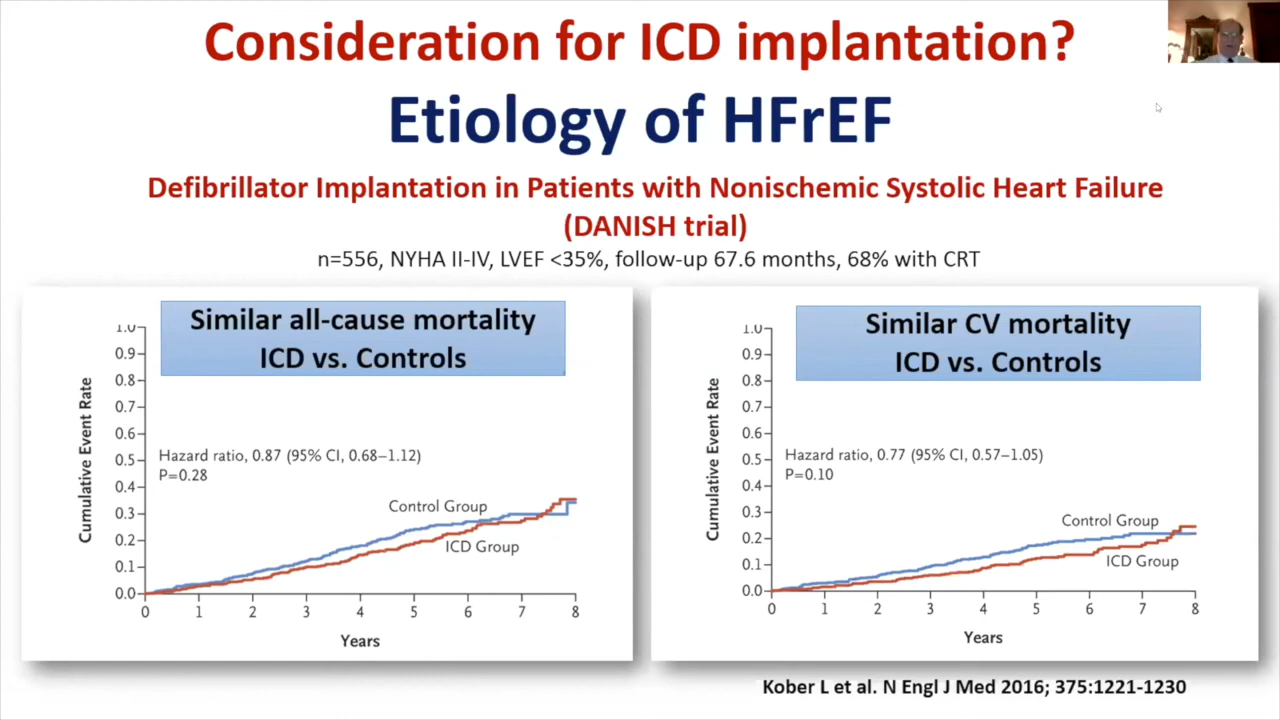 Consideration for ICD implantation?
Etiology of HFrEF
Defibrillator Implantation in Patients with Nonischemic Systolic Heart Failure
(DANISH trial)
n=556, NYHA II-IV, LVEF <35%, follow-up 67.6 months, 68% with CRT
Similar all-cause mortality
ICD vs. Controls
Cumulative Event Rate
1.0
0.9
0.8
0.7
0.6
0.5
0.4
0.3
0.2
0.1
0.0
Hazard ratio, 0.87 (95% CI, 0.68–1.12)
P=0.28
Control Group
ICD Group
0 1 2 3 4 5 6 7 8
Years
Similar CV mortality
ICD vs. Controls
Cumulative Event Rate
1.0
0.9
0.8
0.7
0.6
0.5
0.4
0.3
0.2
0.1
0.0
Hazard ratio, 0.77 (95% CI, 0.57–1.05)
P=0.10
Control Group
ICD Group
0 1 2 3 4 5 6 7 8
Years
Kober L et al. N Engl J Med 2016; 375:1221-1230